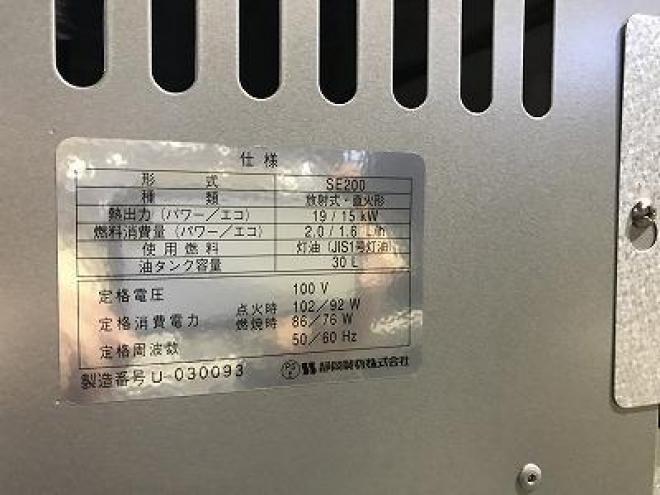 仕様
形式 SE200
種類 放射式・直火形
熱出力(パワー/エコ) 19/15 kW
燃料消費量(パワー/エコ) 2.0/1.6 L/h
使用燃料 灯油(JIS1号灯油)
油タンク容量 30 L
定格電圧 100 V
定格消費電力 点火時 102/92 W
燃焼時 86/76 W
定格周波数 50/60 Hz
製造番号 U-030093 静岡製機株式会社